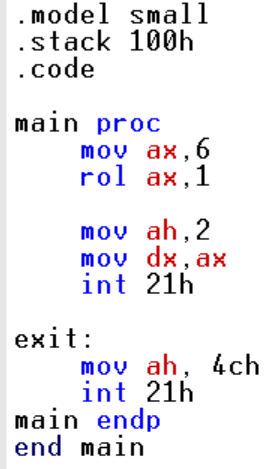 .model small
.stack 100h
.code
main proc
mov ax,6
rol ax,1
mov ah,2
mov dx,ax
int 21h
exit:
mov ah, 4ch
int 21h
main endp
end main